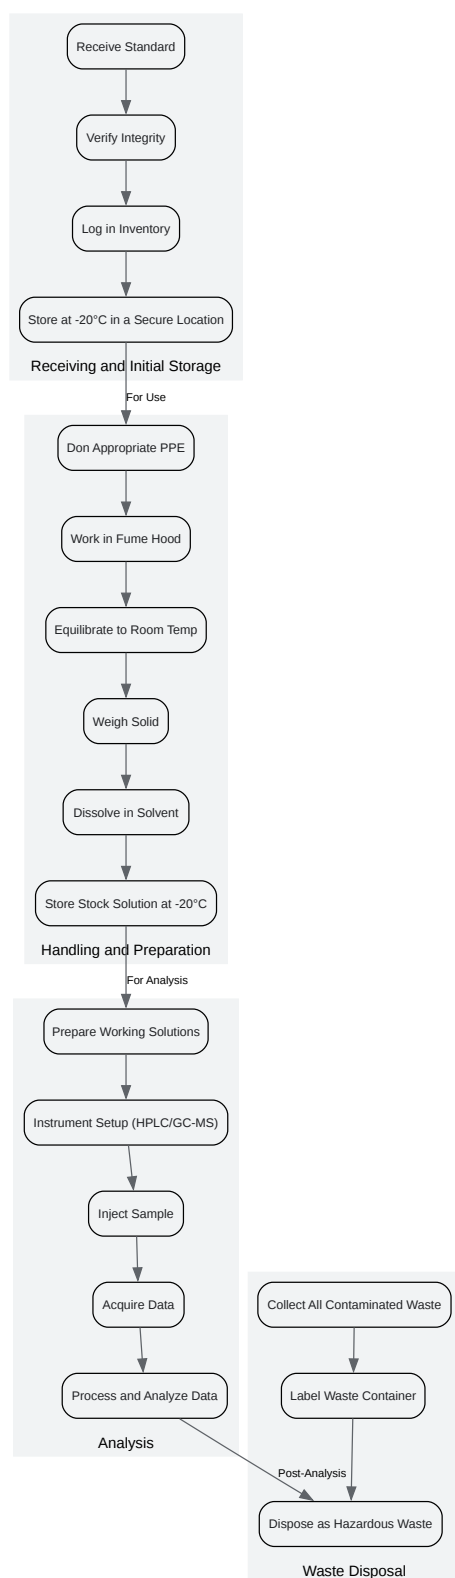 Receive Standard
Verify Integrity
Log in Inventory
Store at -20°C in a Secure Location
Receiving and Initial Storage
For Use
Don Appropriate PPE
Work in Fume Hood
Equilibrate to Room Temp
Weigh Solid
Dissolve in Solvent
Store Stock Solution at -20°C
Handling and Preparation
For Analysis
Prepare Working Solutions
Instrument Setup (HPLC/GC-MS)
Inject Sample
Acquire Data
Process and Analyze Data
Analysis
Collect All Contaminated Waste
Label Waste Container
Post-Analysis
Dispose as Hazardous Waste
Waste Disposal